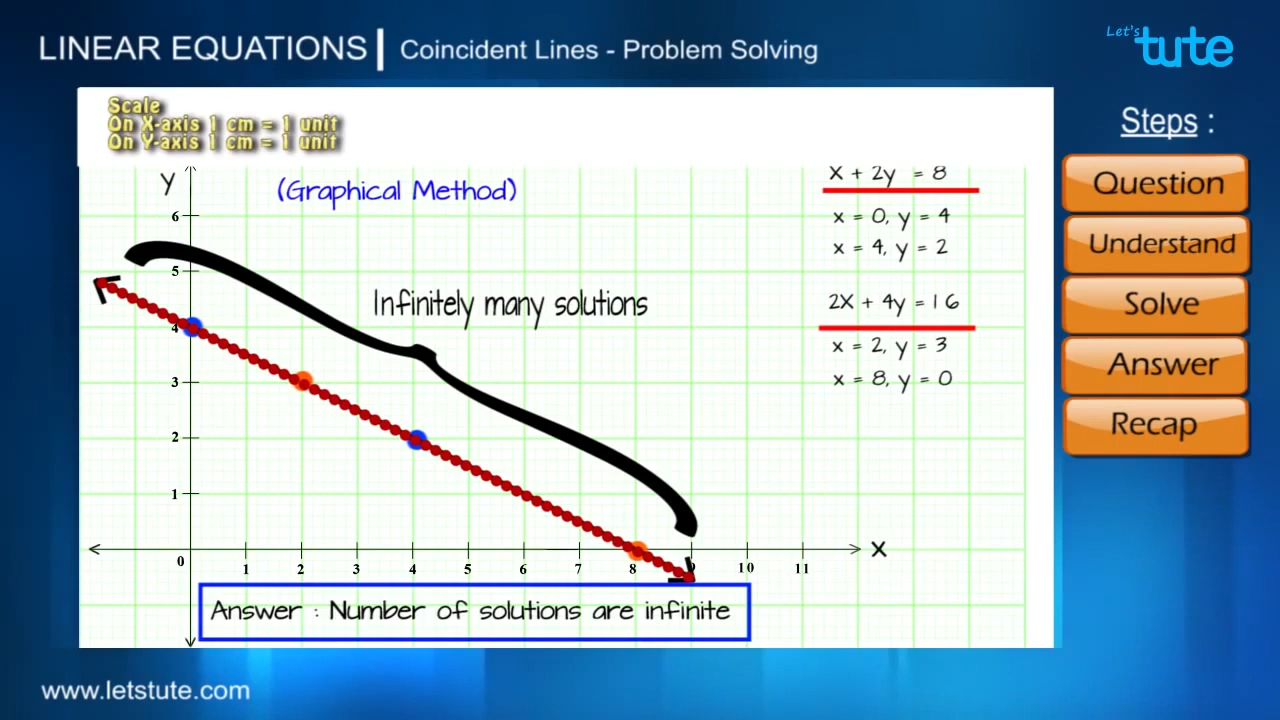 LINEAR EQUATIONS | Coincident Lines - Problem Solving
Let's tute
Steps :
Question
Understand
Solve
Answer
Recap
Scale
On X-axis 1 cm = 1 unit
On Y-axis 1 cm = 1 unit
(Graphical Method)
Y
6
5
4
3
2
1
0
1 2 3 4 5 6 7 8 9 10 11
X
Infinitely many solutions
x + 2y = 8
x = 0, y = 4
x = 4, y = 2
2x + 4y = 16
x = 2, y = 3
x = 8, y = 0
Answer : Number of solutions are infinite
www.letstute.com